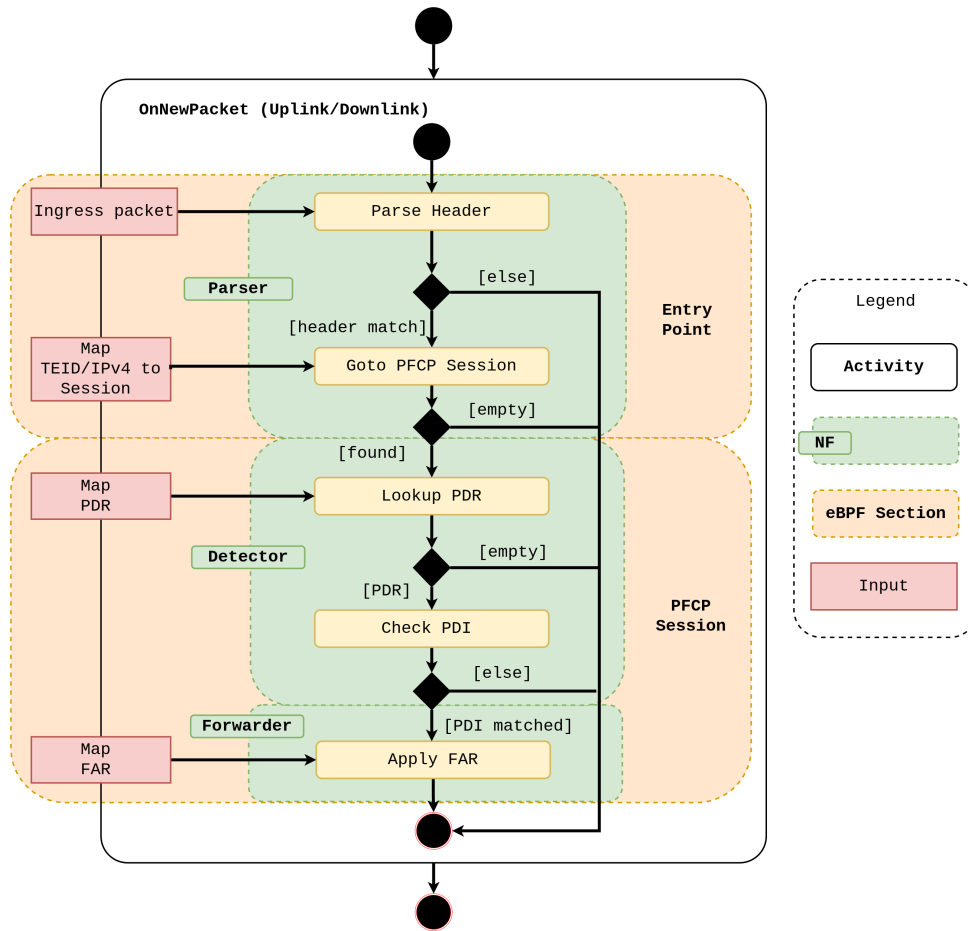 OnNewPacket (Uplink/Downlink)
Ingress packet
Parse Header
[else]
Parser
Entry
Point
[header match]
Map
TEID/IPv4 to
Session
Goto PFCP Session
[empty]
[found]
Map
PDR
Lookup PDR
Detector
[empty]
[PDR]
PFCP
Session
Check PDI
[else]
Forwarder
[PDI matched]
Map
FAR
Apply FAR
Legend
Activity
NF
eBPF Section
Input